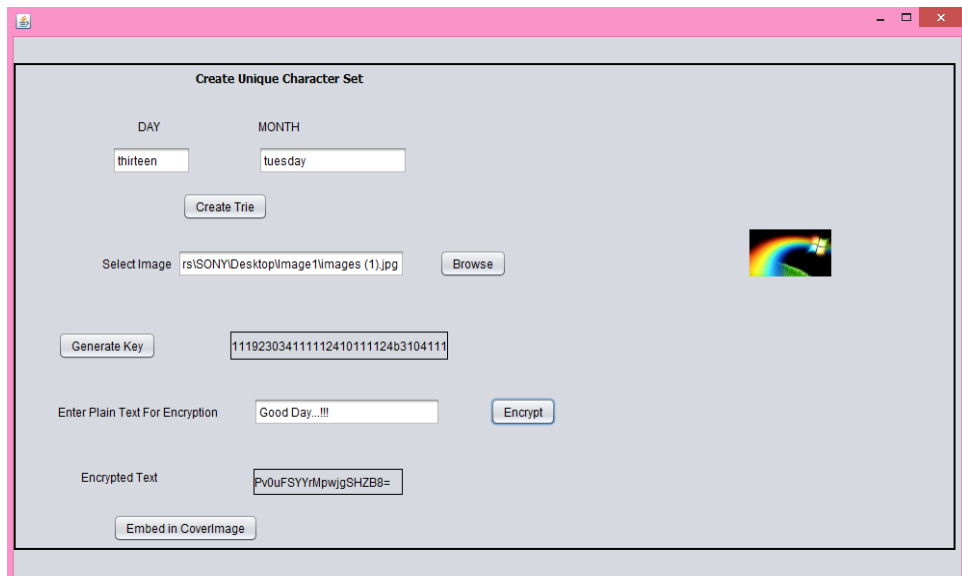 Create Unique Character Set
DAY MONTH
thirteen tuesday
Create Trie
Select Image rs\SONY\Desktop\Image1\images (1).jpg Browse
Generate Key 111923034111112410111124b3104111
Enter Plain Text For Encryption Good Day...!!! Encrypt
Encrypted Text Pv0uFSYYrMpwjgSHZB8=
Embed in CoverImage